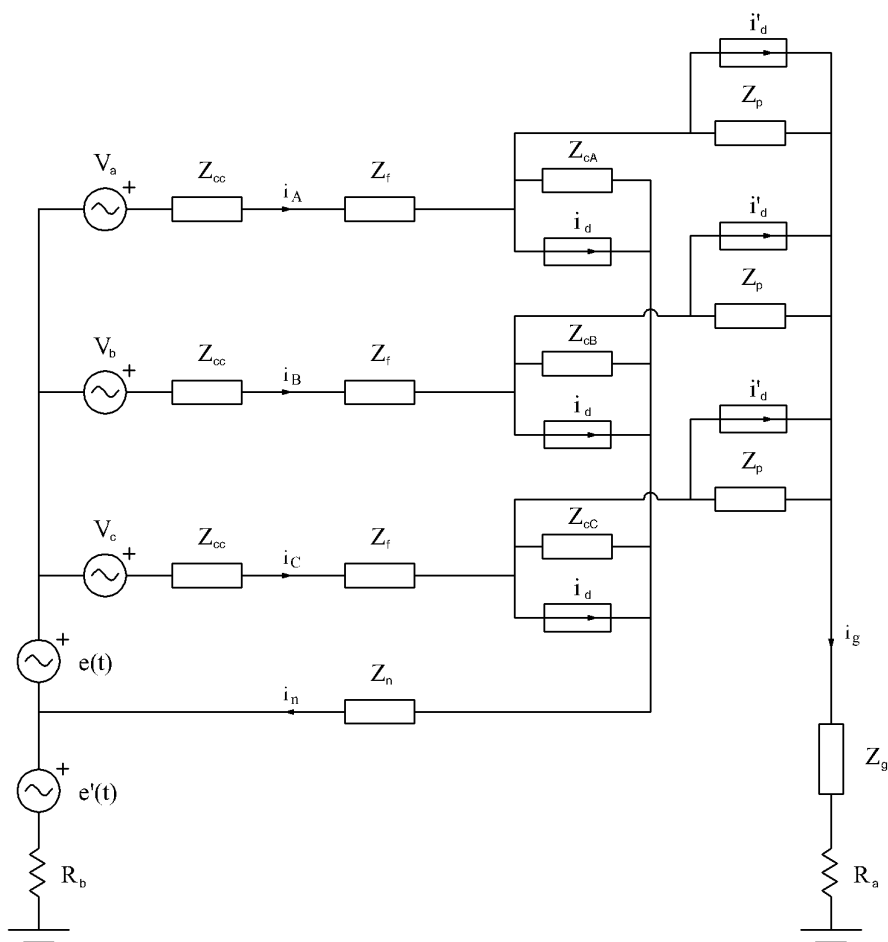 i'd
Zp
Va
+
Zcc
iA
Zf
ZcA
id
i'd
Zp
Vb
+
Zcc
iB
Zf
ZcB
id
i'd
Zp
Vc
+
Zcc
iC
Zf
ZcC
id
+
e(t)
in
Zn
ig
+
e'(t)
Zg
Rb
Ra